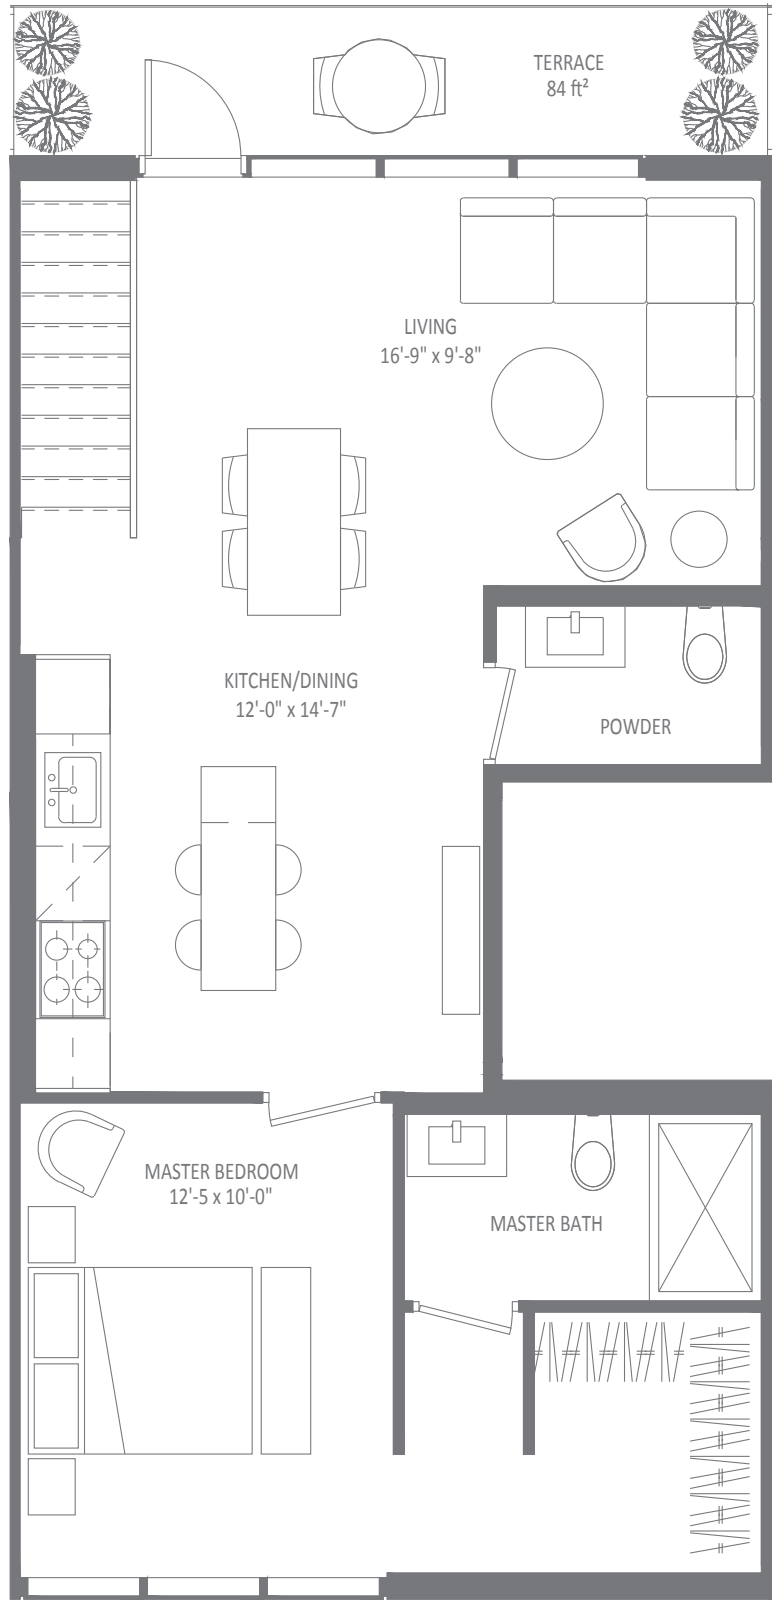 TERRACE
84 ft²
LIVING
16'-9" x 9'-8"
KITCHEN/DINING
12'-0" x 14'-7"
POWDER
MASTER BEDROOM
12'-5 x 10'-0"
MASTER BATH